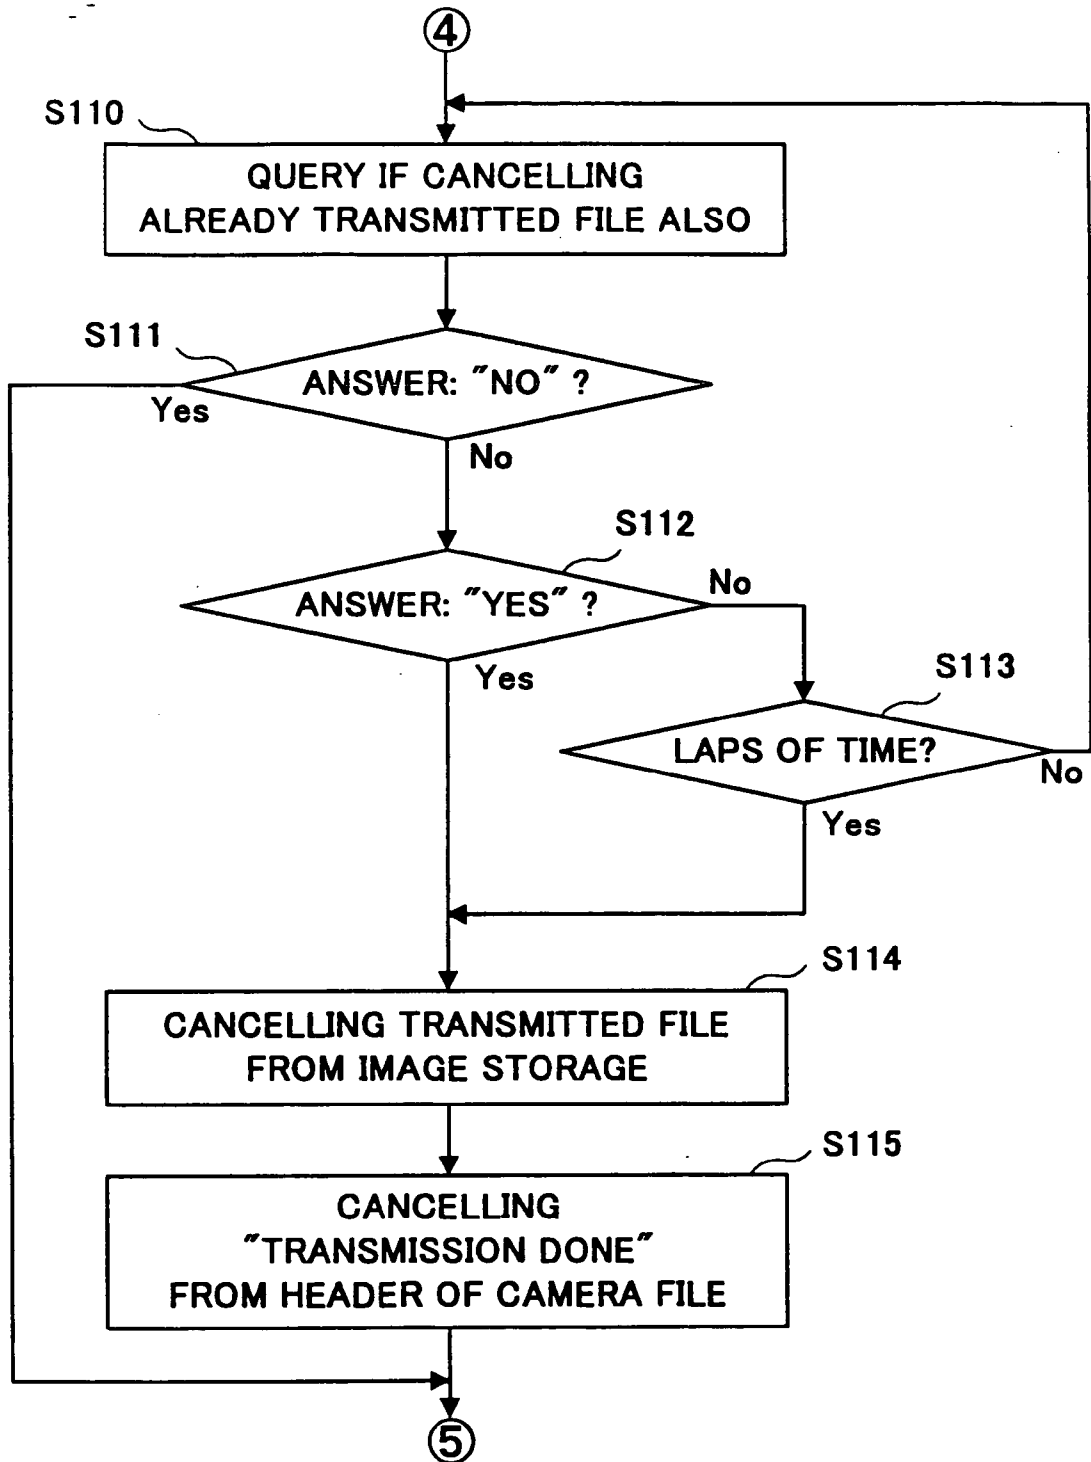 4
S110
QUERY IF CANCELLING
ALREADY TRANSMITTED FILE ALSO
S111
ANSWER: "NO" ?
Yes
No
S112
ANSWER: "YES" ?
No
Yes
S113
LAPS OF TIME?
No
Yes
S114
CANCELLING TRANSMITTED FILE
FROM IMAGE STORAGE
S115
CANCELLING
"TRANSMISSION DONE"
FROM HEADER OF CAMERA FILE
5